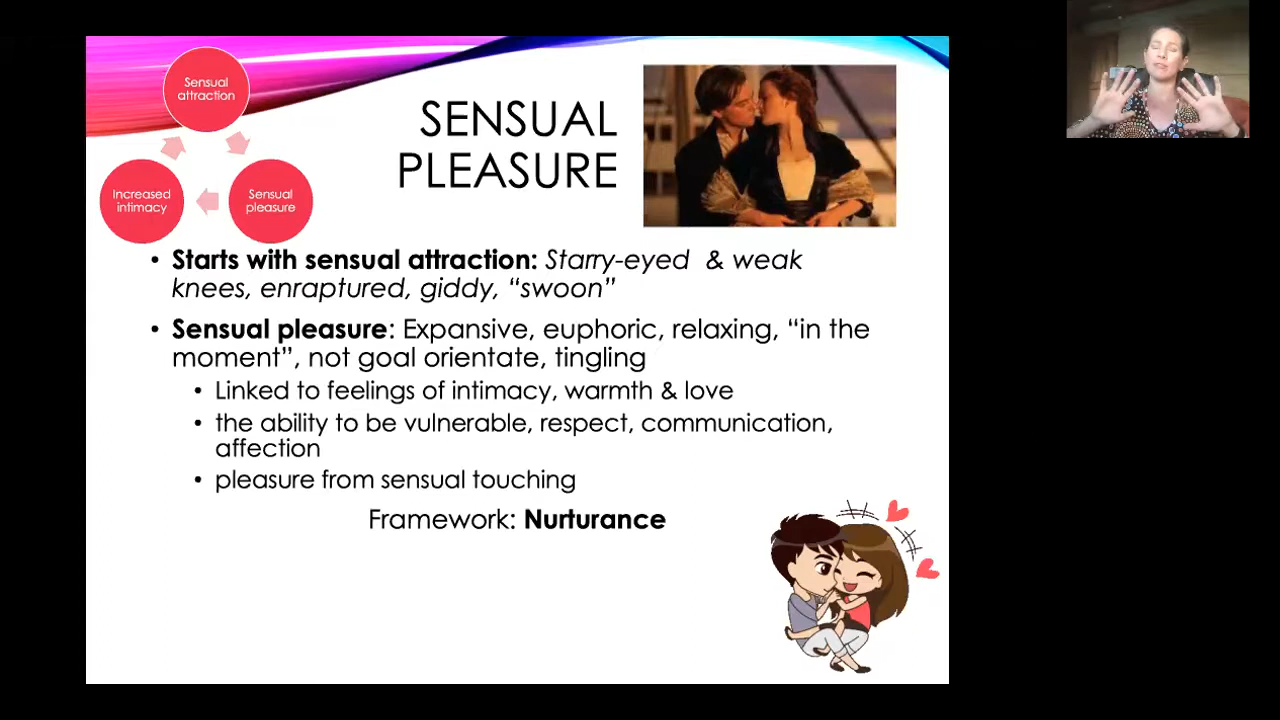 Sensual
attraction
Increased
intimacy
Sensual
pleasure
SENSUAL
PLEASURE
• Starts with sensual attraction: Starry-eyed & weak
knees, enraptured, giddy, “swoon”
• Sensual pleasure: Expansive, euphoric, relaxing, “in the
moment”, not goal orientate, tingling
• Linked to feelings of intimacy, warmth & love
• the ability to be vulnerable, respect, communication,
affection
• pleasure from sensual touching
Framework: Nurturance